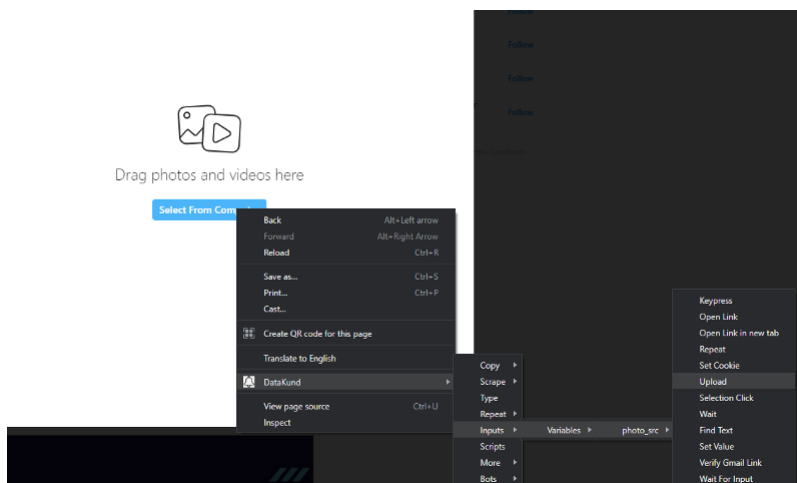 Follow
Follow
Follow
Follow
Drag photos and videos here
Select From Com
Back Alt+Left arrow
Forward Alt+Right Arrow
Reload Ctrl+R
Save as... Ctrl+S
Print... Ctrl+P
Cast...
Create QR code for this page
Translate to English
DataKund
View page source Ctrl+U
Inspect
Copy
Scrape
Type
Repeat
Inputs
Scripts
More
Bots
Variables
photo_src
Keypress
Open Link
Open Link in new tab
Repeat
Set Cookie
Upload
Selection Click
Wait
Find Text
Set Value
Verify Gmail Link
Wait For Input